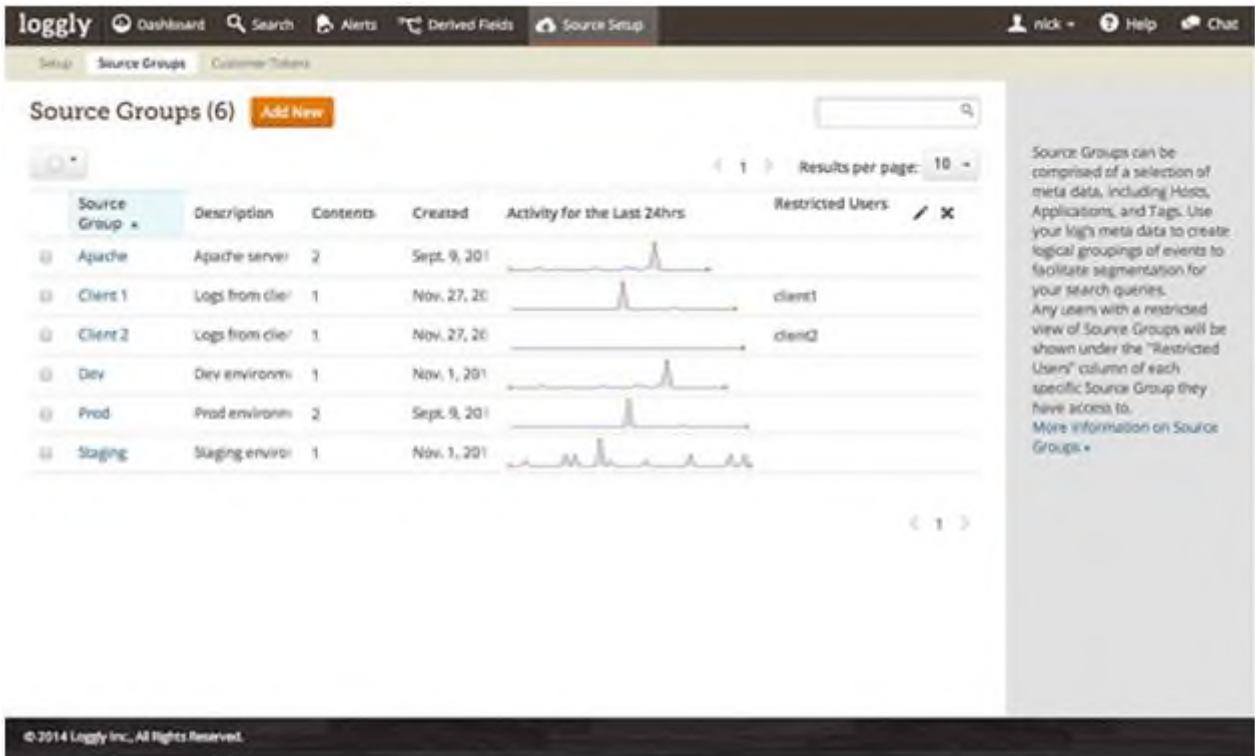 loggly Dashboard Search Alerts Derived Fields Source Setup nick Help Chat
Setup Source Groups Customer Tokens
Source Groups (6) Add New
1 Results per page: 10
Source Group Description Contents Created Activity for the Last 24hrs Restricted Users
Apache Apache server 2 Sept. 9, 201
Client 1 Logs from clie 1 Nov. 27, 20 client1
Client 2 Logs from clie 1 Nov. 27, 20 client2
Dev Dev environm 1 Nov. 1, 201
Prod Prod environm 2 Sept. 9, 201
Staging Staging enviro 1 Nov. 1, 201
1
Source Groups can be
comprised of a selection of
meta data, including Hosts,
Applications, and Tags. Use
your log's meta data to create
logical groupings of events to
facilitate segmentation for
your search queries.
Any users with a restricted
view of Source Groups will be
shown under the "Restricted
Users" column of each
specific Source Group they
have access to.
More information on Source
Groups »
© 2014 Loggly Inc., All Rights Reserved.